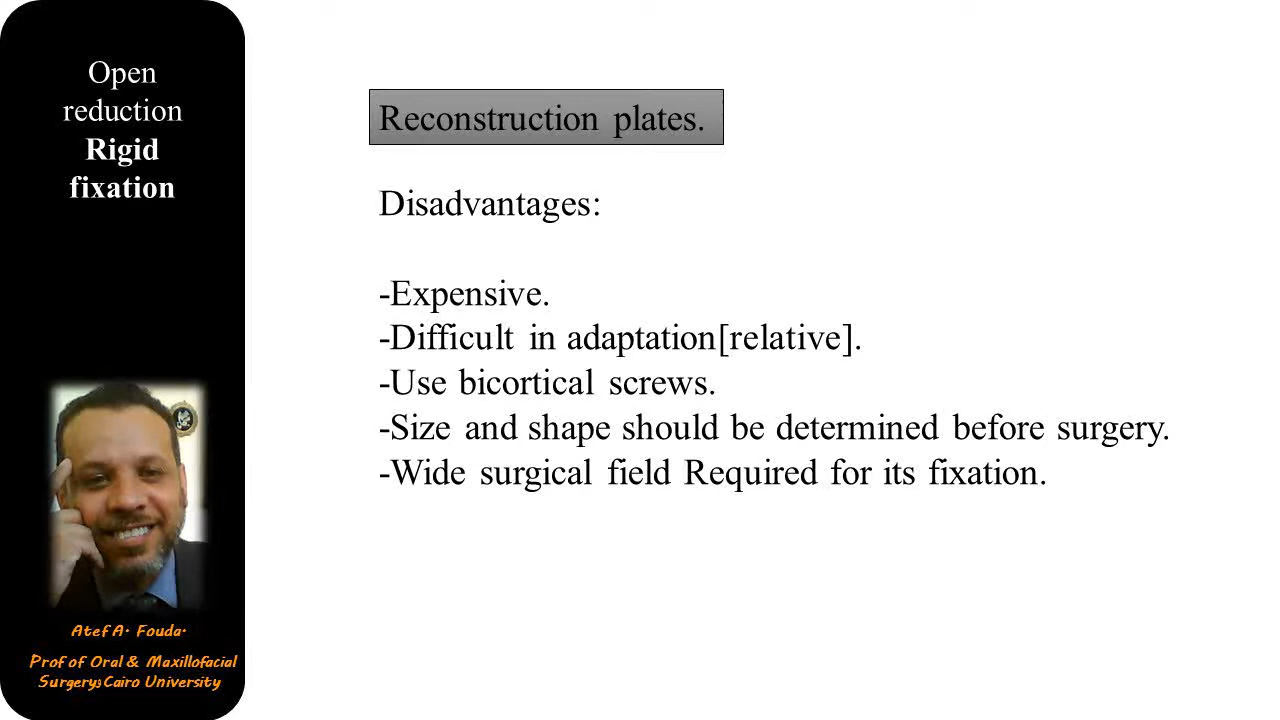 Open
reduction
Rigid
fixation
Atef A. Fouda.
Prof of Oral & Maxillofacial
Surgery;Cairo University
Reconstruction plates.
Disadvantages:
-Expensive.
-Difficult in adaptation[relative].
-Use bicortical screws.
-Size and shape should be determined before surgery.
-Wide surgical field Required for its fixation.